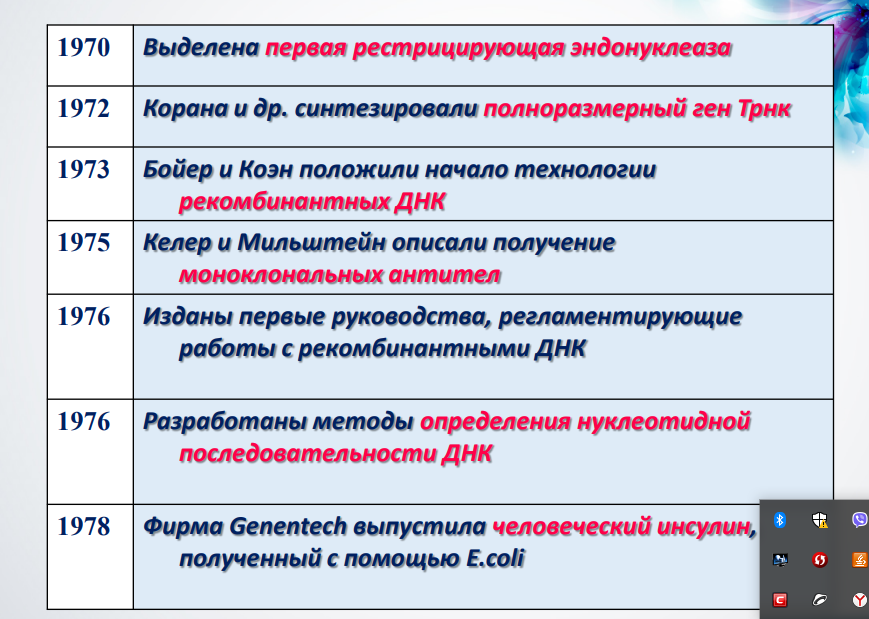 1970 Выделена первая рестрицирующая эндонуклеаза
1972 Корана и др. синтезировали полноразмерный ген Трнк
1973 Бойер и Коэн положили начало технологии
рекомбинантных ДНК
1975 Келер и Мильштейн описали получение
моноклональных антител
1976 Изданы первые руководства, регламентирующие
работы с рекомбинантными ДНК
1976 Разработаны методы определения нуклеотидной
последовательности ДНК
1978 Фирма Genentech выпустила человеческий инсулин,
полученный с помощью E.coli